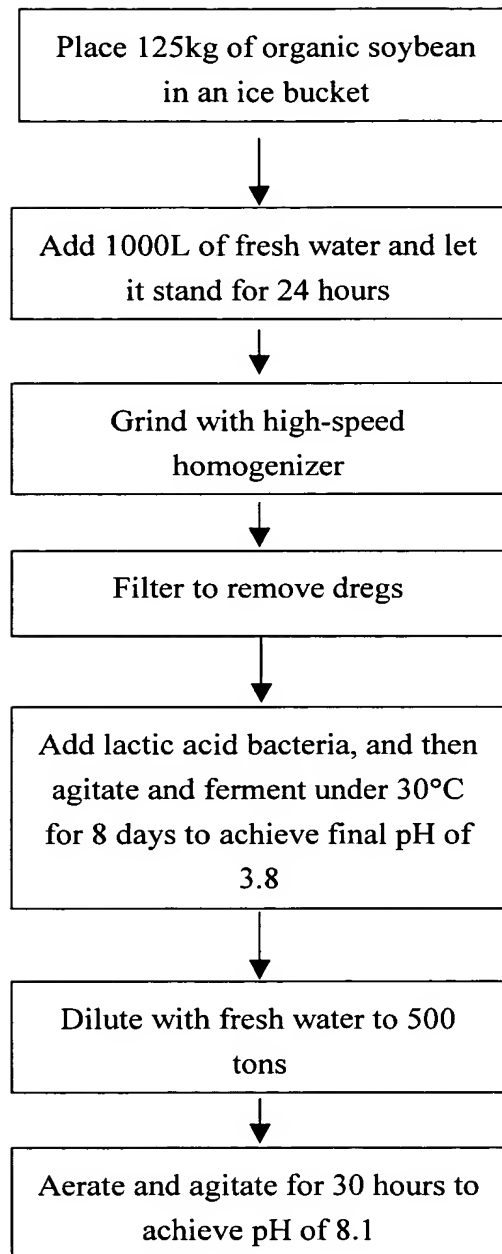 Place 125kg of organic soybean
in an ice bucket
Add 1000L of fresh water and let
it stand for 24 hours
Grind with high-speed
homogenizer
Filter to remove dregs
Add lactic acid bacteria, and then
agitate and ferment under 30°C
for 8 days to achieve final pH of
3.8
Dilute with fresh water to 500
tons
Aerate and agitate for 30 hours to
achieve pH of 8.1